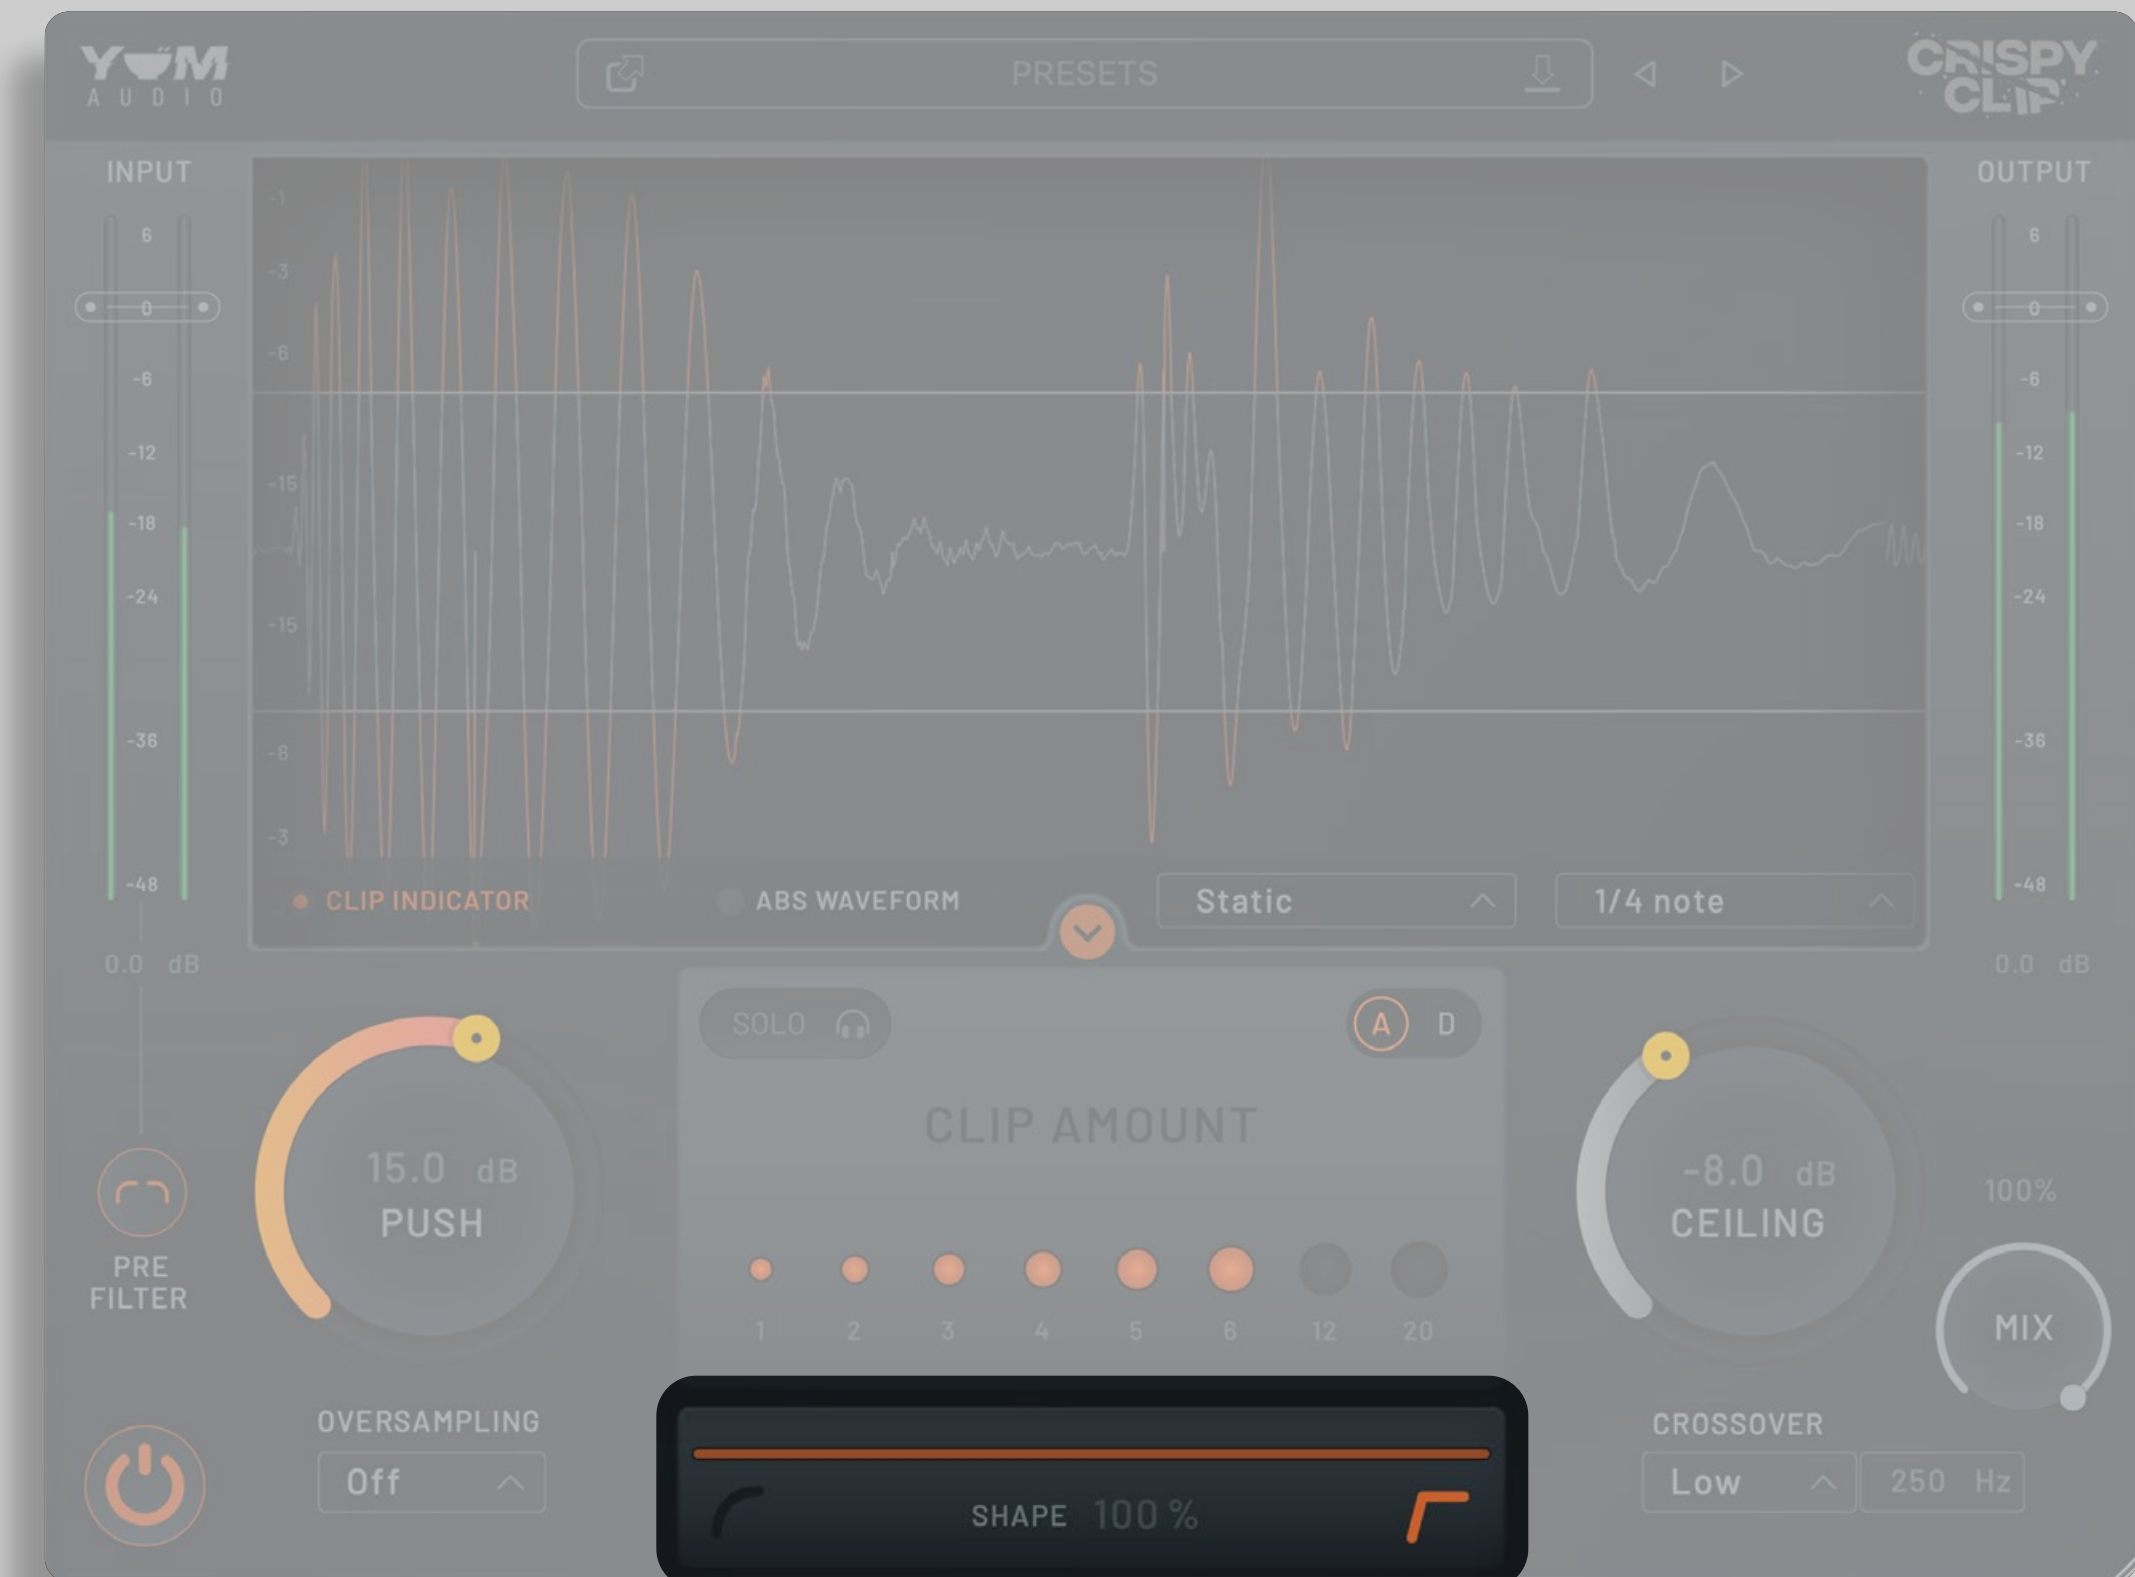 YUM
AUDIO
PRESETS
CRISPY
CLIP
INPUT
OUTPUT
6
0
-6
-12
-18
-24
-36
-48
0.0 dB
-1
-3
-6
-15
-15
-6
-3
CLIP INDICATOR
ABS WAVEFORM
Static
1/4 note
6
0
-6
-12
-18
-24
-36
-48
0.0 dB
SOLO
A D
CLIP AMOUNT
1 2 3 4 5 6 12 20
15.0 dB
PUSH
-8.0 dB
CEILING
100%
MIX
PRE
FILTER
OVERSAMPLING
Off
SHAPE 100 %
CROSSOVER
Low
250 Hz